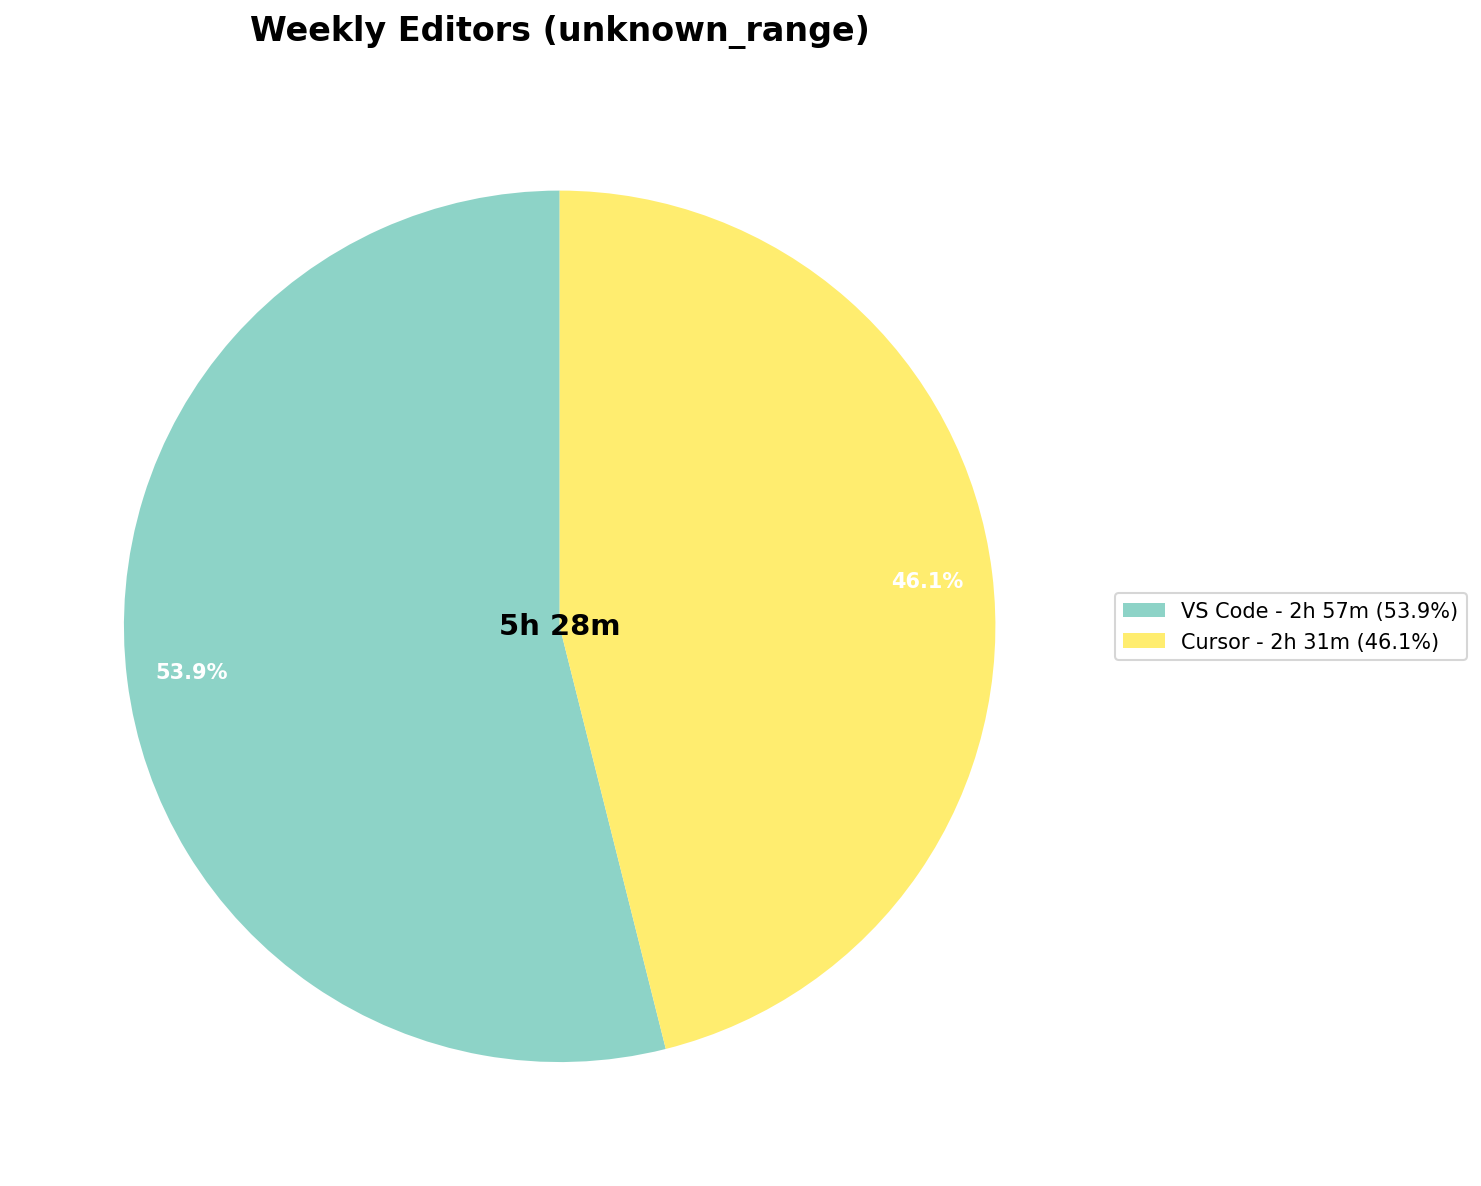 Weekly Editors (unknown_range)
46.1%
5h 28m
53.9%
VS Code - 2h 57m (53.9%)
Cursor - 2h 31m (46.1%)